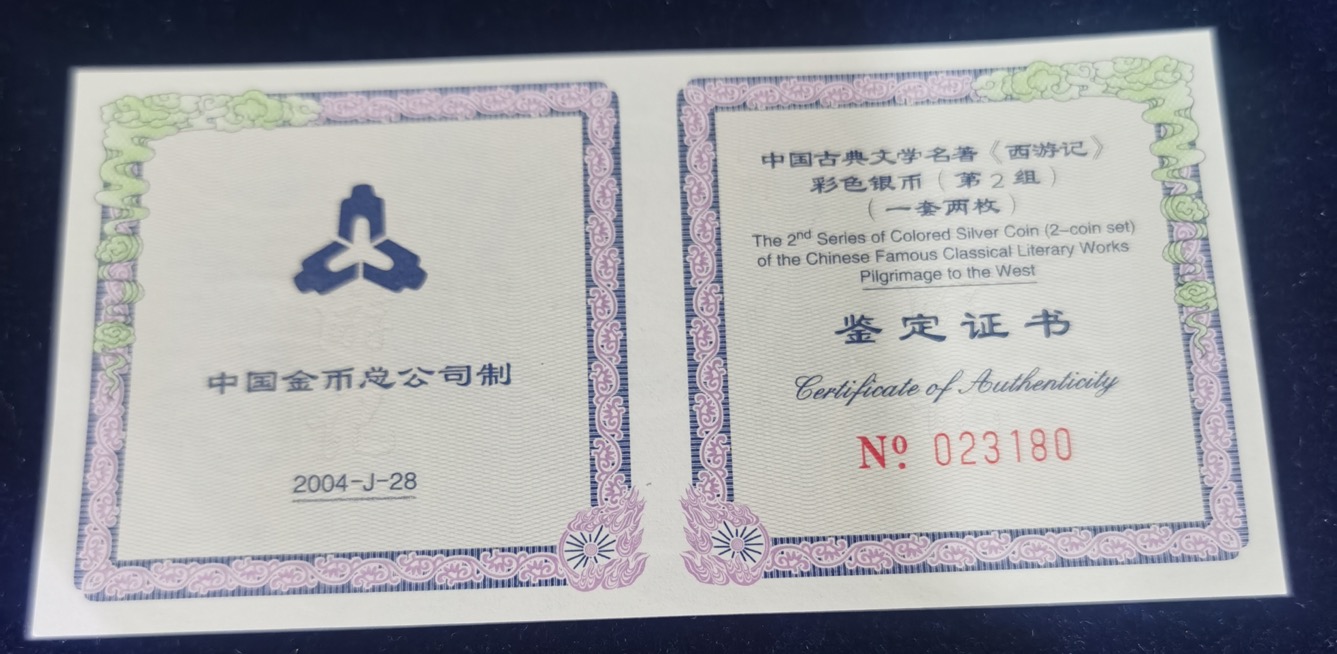 中国金币总公司制
2004-J-28
中国古典文学名著《西游记》
彩色银币（第2组）
（一套两枚）
The 2nd Series of Colored Silver Coin (2-coin set)
of the Chinese Famous Classical Literary Works
Pilgrimage to the West
鉴定证书
Certificate of Authenticity
Nº. 023180